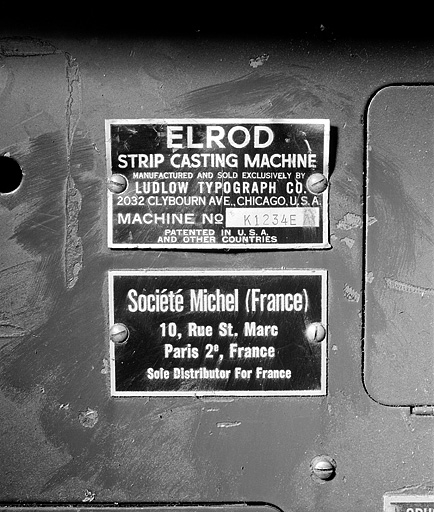 ELROD
STRIP CASTING MACHINE
MANUFACTURED AND SOLD EXCLUSIVELY BY
LUDLOW TYPOGRAPH CO.
2032 CLYBOURN AVE., CHICAGO, U.S.A.
MACHINE No K1234E
PATENTED IN U.S.A.
AND OTHER COUNTRIES
Société Michel (France)
10, Rue St. Marc
Paris 2e, France
Sole Distributor For France